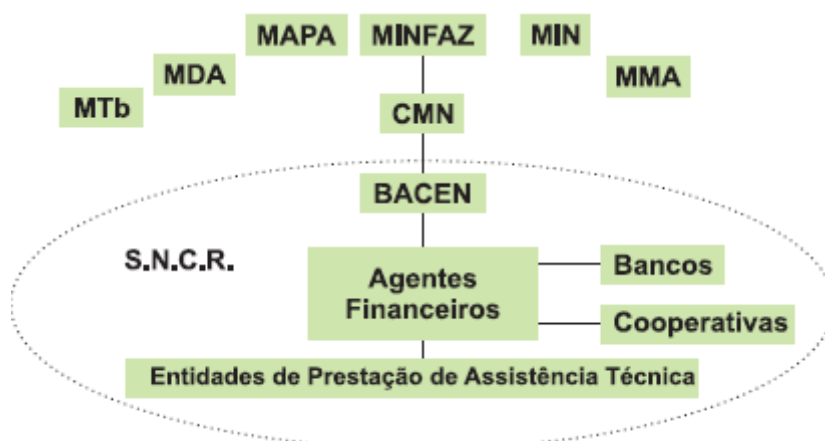 MAPA
MINFAZ
MIN
MDA
MMA
MTb
CMN
BACEN
S.N.C.R.
Agentes
Financeiros
Bancos
Cooperativas
Entidades de Prestação de Assistência Técnica